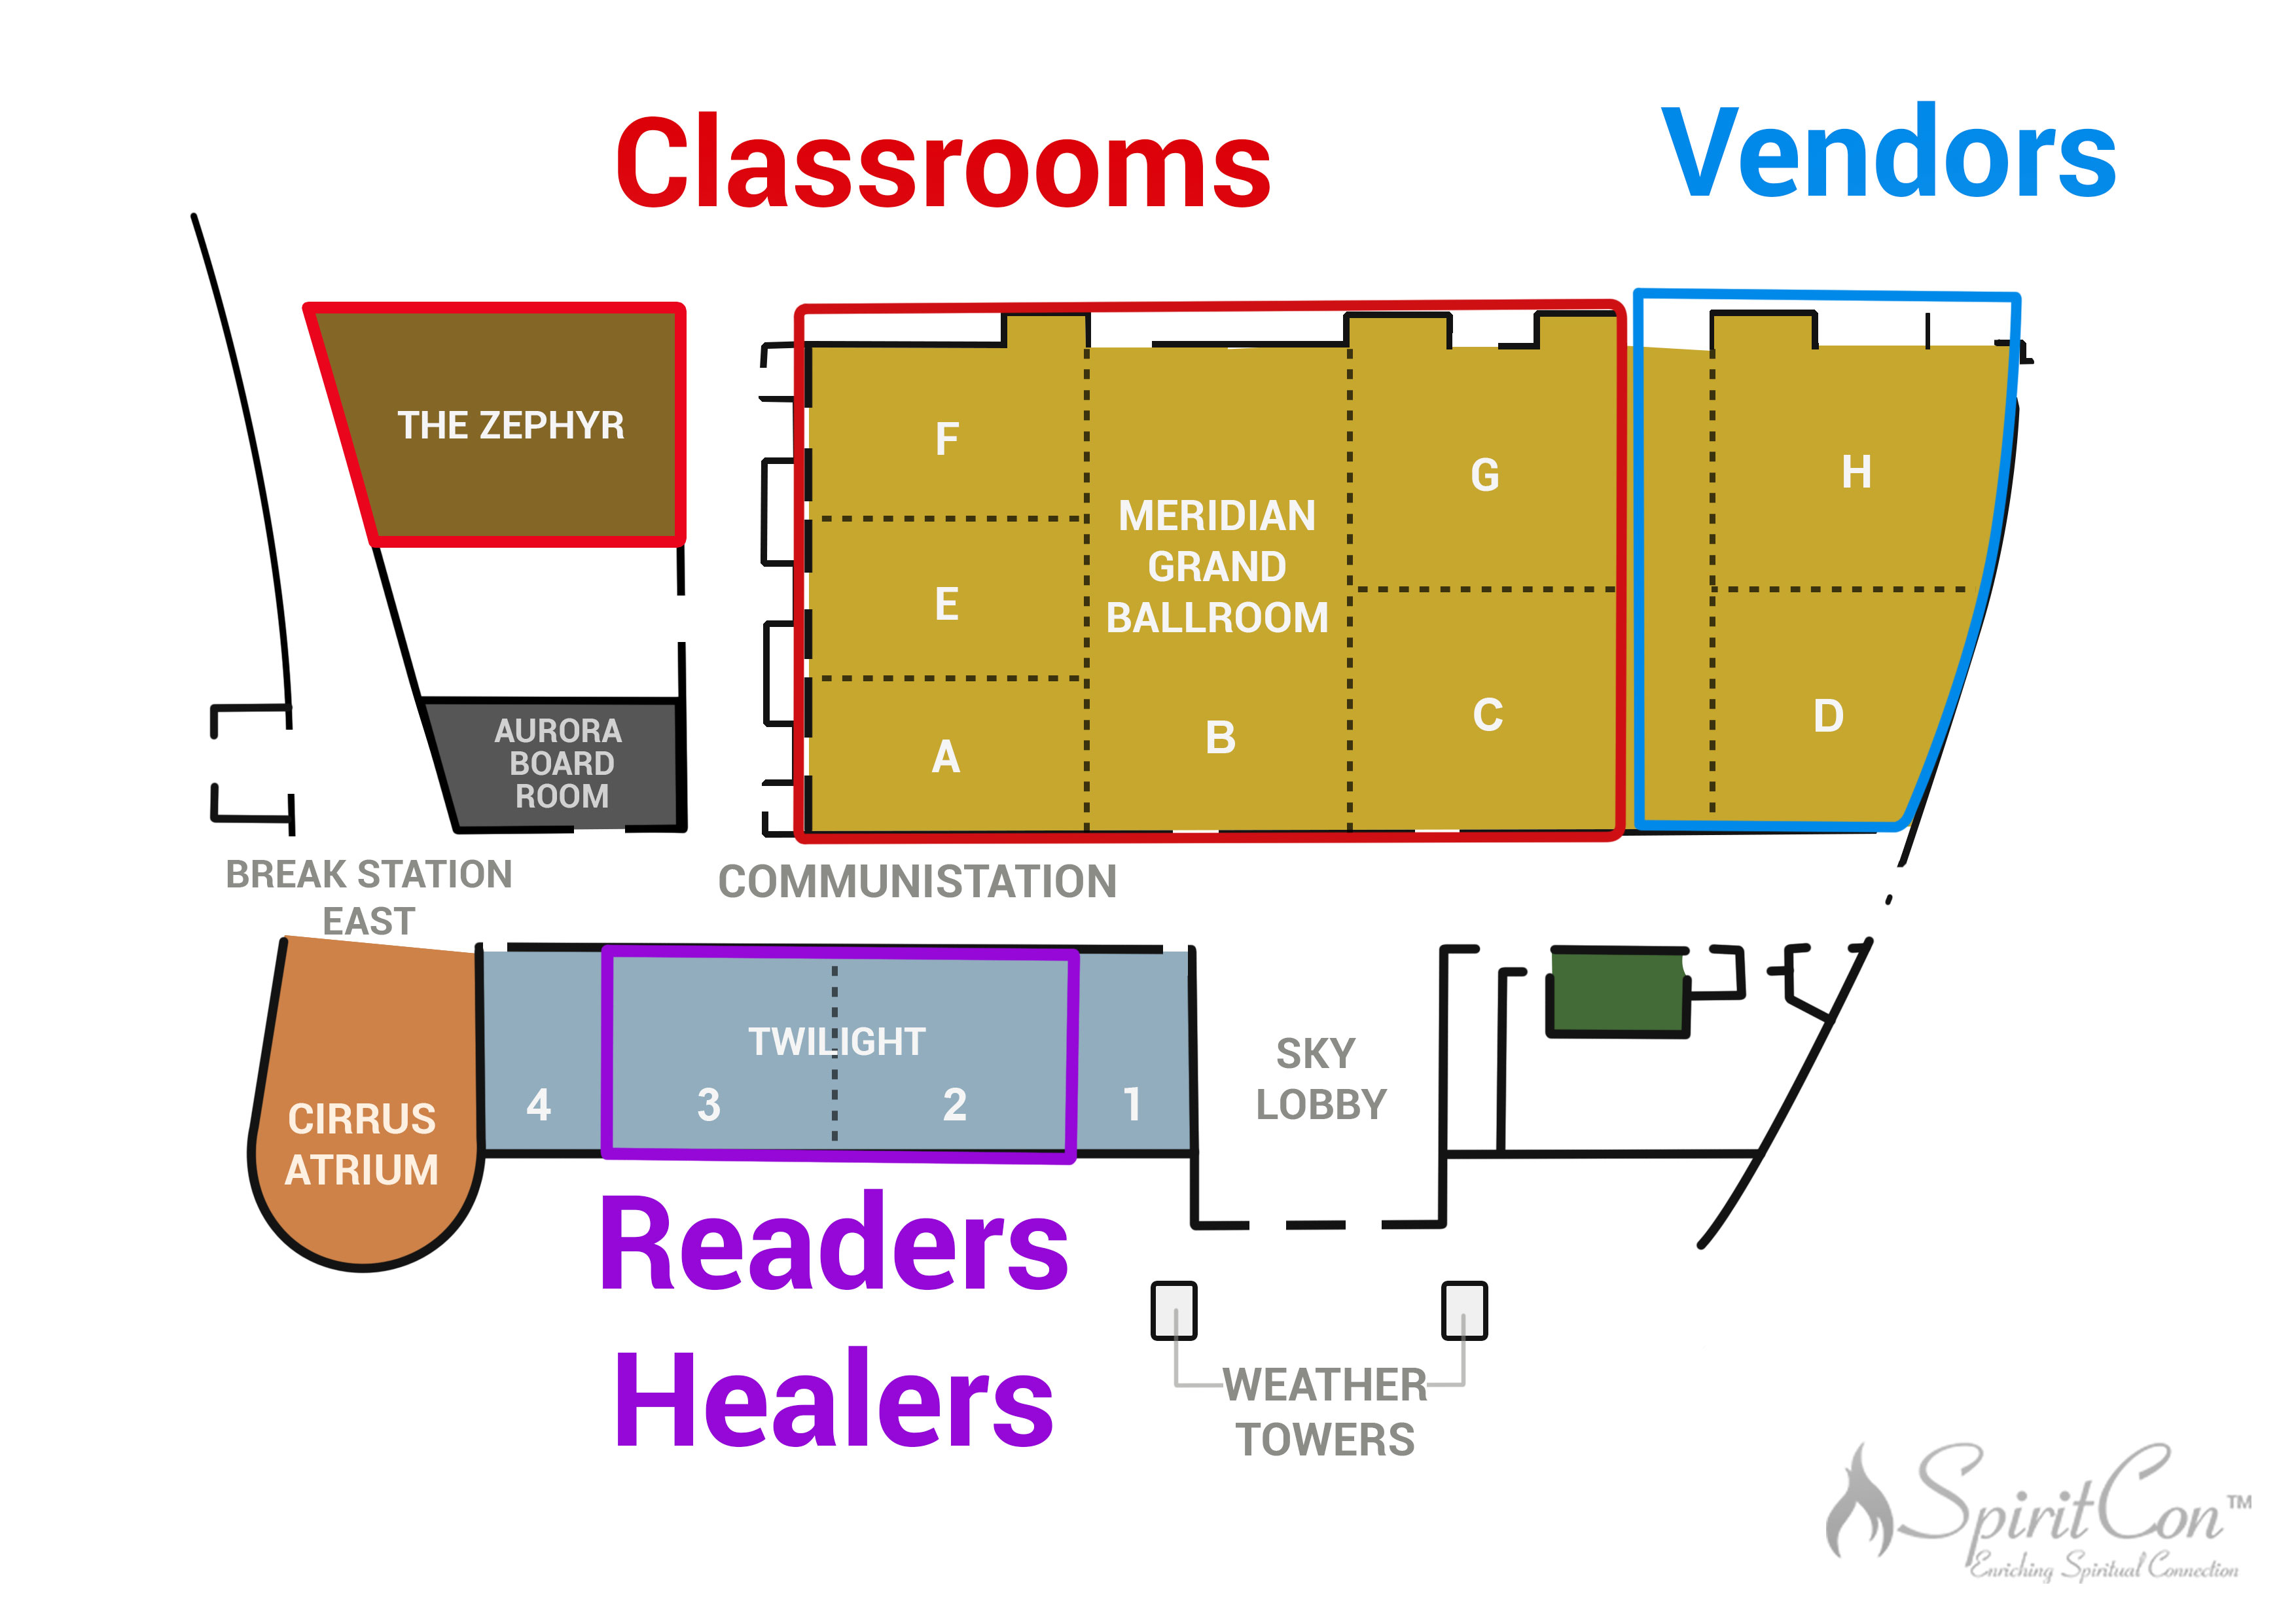 Classrooms
Vendors
THE ZEPHYR
F
G
H
MERIDIAN
GRAND
BALLROOM
E
A
B
C
D
AURORA
BOARD
ROOM
BREAK STATION
EAST
COMMUNISTATION
TWILIGHT
4
3
2
1
SKY
LOBBY
CIRRUS
ATRIUM
Readers
Healers
WEATHER
TOWERS
SpiritCon™
Enriching Spiritual Connection